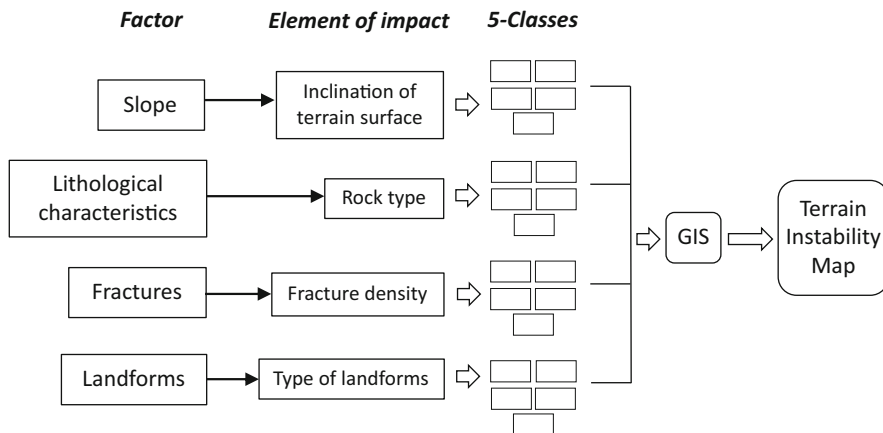 Factor
Element of impact
5-Classes
Slope
Inclination of
terrain surface
Lithological
characteristics
Rock type
Fractures
Fracture density
Landforms
Type of landforms
GIS
Terrain
Instability
Map